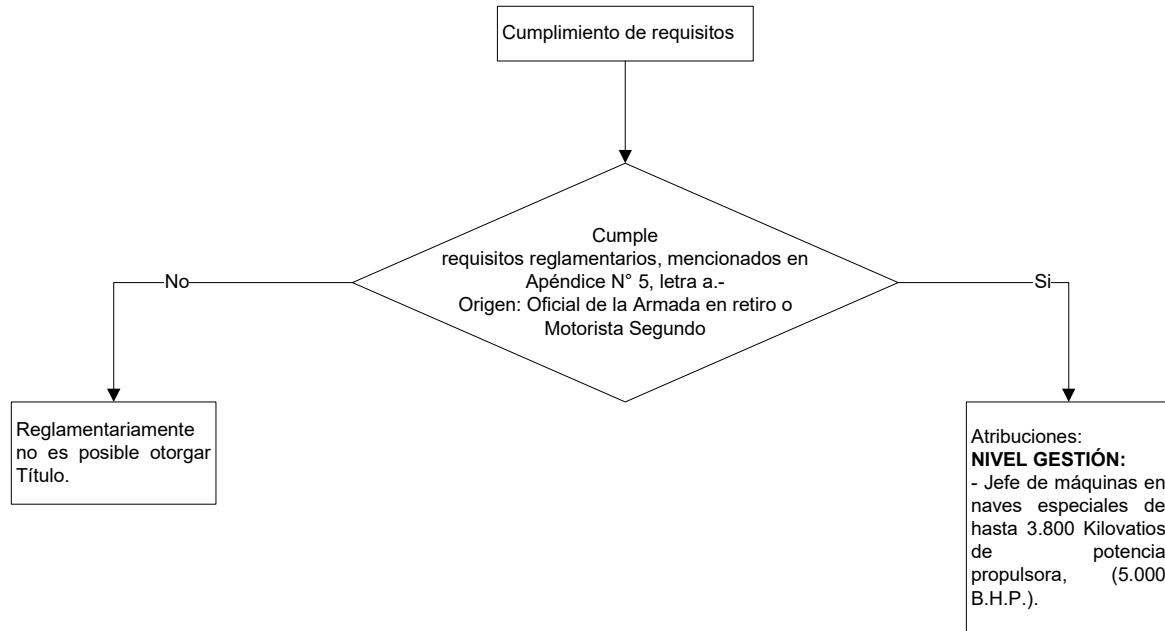 Cumplimiento de requisitos
Cumple
requisitos reglamentarios, mencionados en
Apéndice N° 5, letra a.-
Origen: Oficial de la Armada en retiro o
Motorista Segundo
No
Si
Reglamentariamente
no es posible otorgar
Título.
Atribuciones:
NIVEL GESTIÓN:
- Jefe de máquinas en
naves especiales de
hasta 3.800 Kilovatios
de potencia
propulsora, (5.000
B.H.P.).